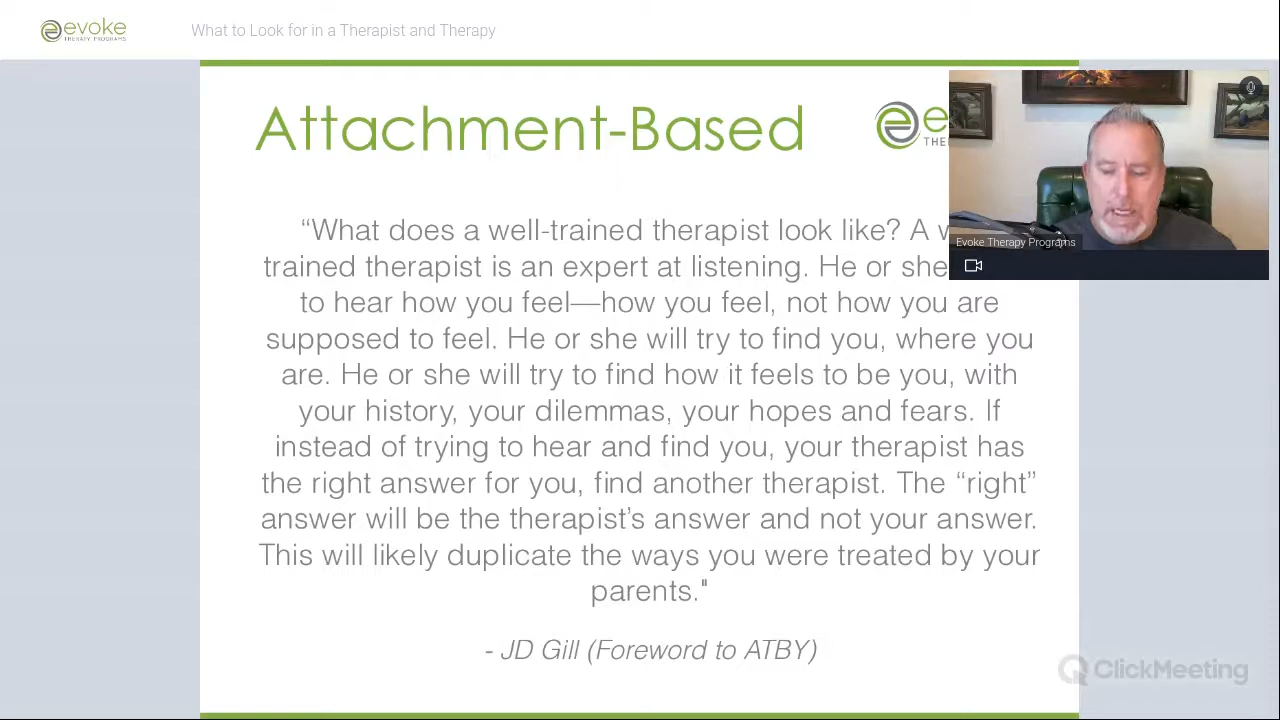 evoke
THERAPY PROGRAMS
What to Look for in a Therapist and Therapy
Attachment-Based
e
THE
“What does a well-trained therapist look like? A w
trained therapist is an expert at listening. He or she
to hear how you feel—how you feel, not how you are
supposed to feel. He or she will try to find you, where you
are. He or she will try to find how it feels to be you, with
your history, your dilemmas, your hopes and fears. If
instead of trying to hear and find you, your therapist has
the right answer for you, find another therapist. The “right”
answer will be the therapist’s answer and not your answer.
This will likely duplicate the ways you were treated by your
parents."
- JD Gill (Foreword to ATBY)
Evoke Therapy Programs
ClickMeeting